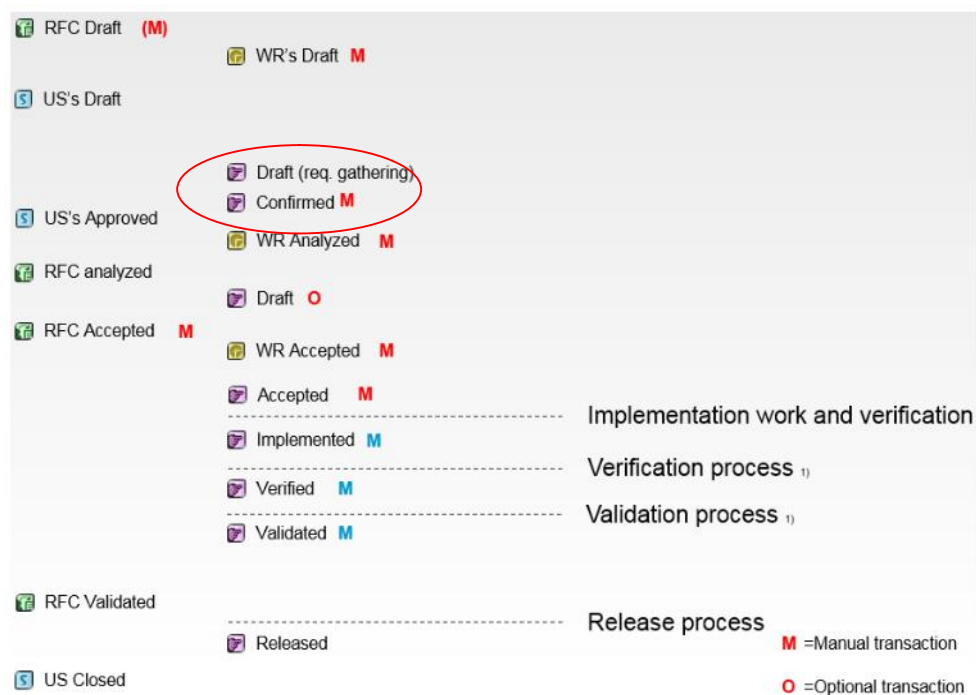 RFC Draft (M)
WR's Draft M
US's Draft
Draft (req. gathering)
Confirmed M
US's Approved
WR Analyzed M
RFC analyzed
Draft O
RFC Accepted M
WR Accepted M
Accepted M
Implementation work and verification
Implemented M
Verification process 1)
Verified M
Validation process 1)
Validated M
RFC Validated
Release process
Released
M =Manual transaction
US Closed
O =Optional transaction